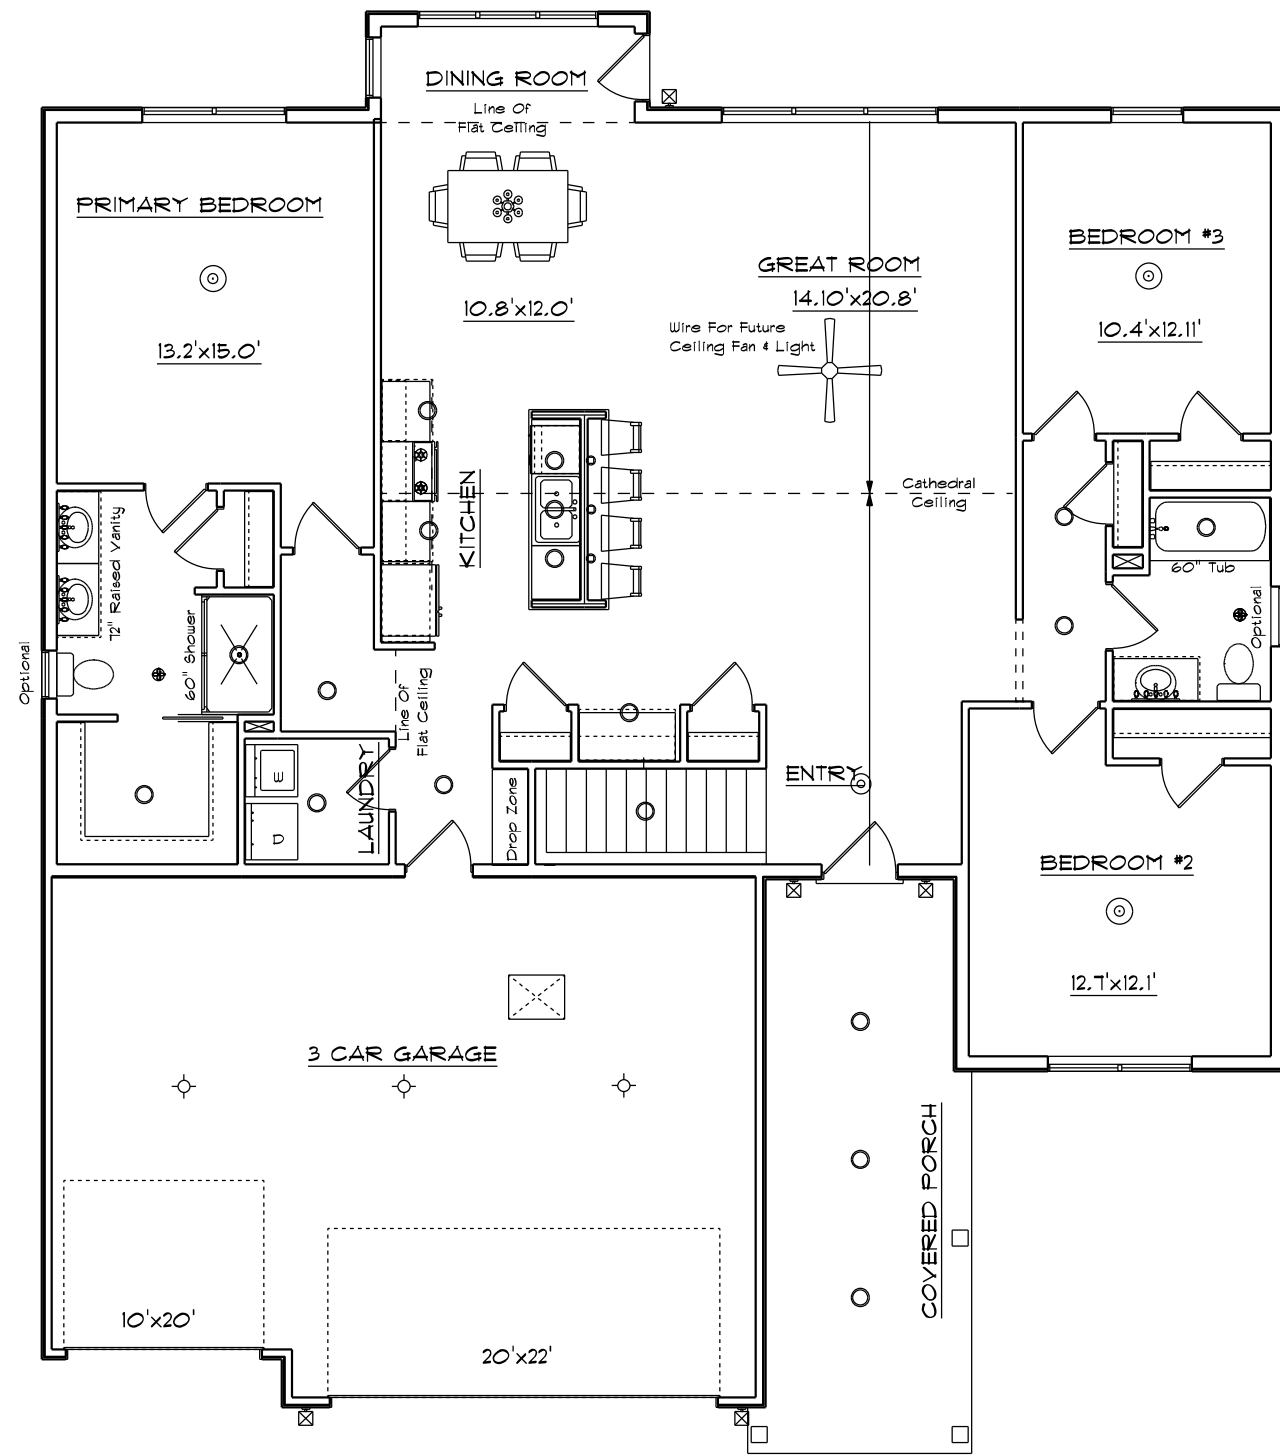 DINING ROOM
Line Of
Flat Ceiling
PRIMARY BEDROOM
13.2'x15.0'
10.8'x12.0'
GREAT ROOM
14.10'x20.8'
Wire For Future
Ceiling Fan & Light
BEDROOM #3
10.4'x12.11'
KITCHEN
Cathedral
Ceiling
72" Raised Vanity
60" Shower
Optional
60" Tub
Optional
Line Of
Flat Ceiling
LAUNDRY
W
D
Drop Zone
ENTRY
BEDROOM #2
12.7'x12.1'
3 CAR GARAGE
COVERED PORCH
10'x20'
20'x22'